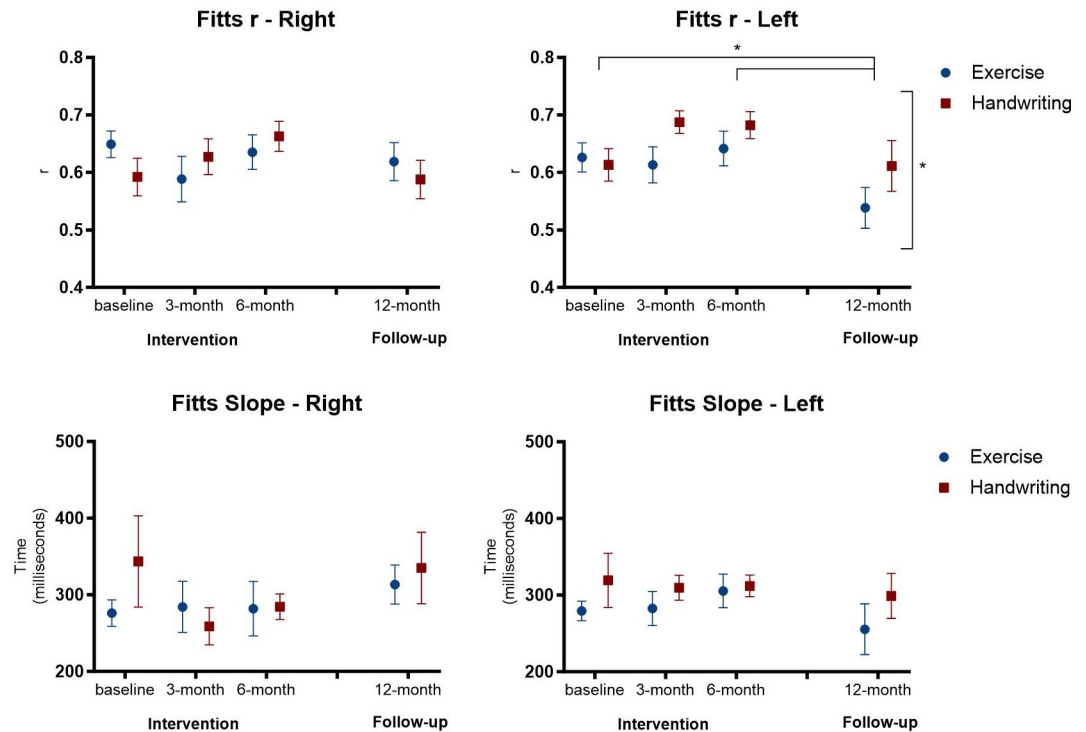 Fitts r - Right
0.8
0.7
0.6
0.5
0.4
r
baseline 3-month 6-month 12-month
Intervention Follow-up
Fitts r - Left
*
0.8
0.7
0.6
0.5
0.4
r
*
baseline 3-month 6-month 12-month
Intervention Follow-up
Exercise
Handwriting
Fitts Slope - Right
500
400
300
200
Time
(milliseconds)
baseline 3-month 6-month 12-month
Intervention Follow-up
Fitts Slope - Left
500
400
300
200
Time
(milliseconds)
baseline 3-month 6-month 12-month
Intervention Follow-up
Exercise
Handwriting